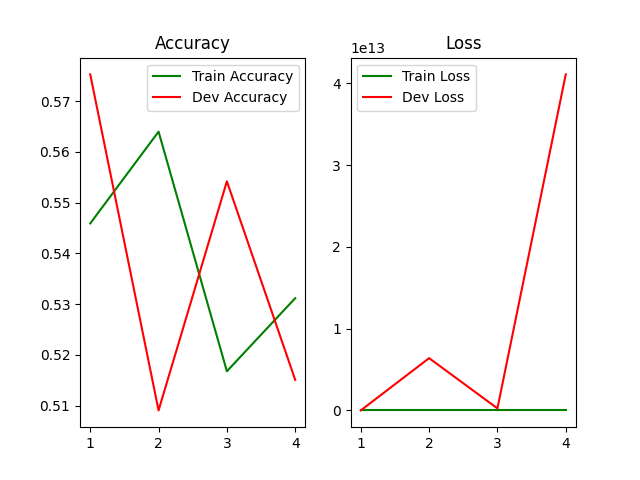 Accuracy
Train Accuracy
Dev Accuracy
0.57
0.56
0.55
0.54
0.53
0.52
0.51
1 2 3 4
Loss
1e13
Train Loss
Dev Loss
4
3
2
1
0
1 2 3 4